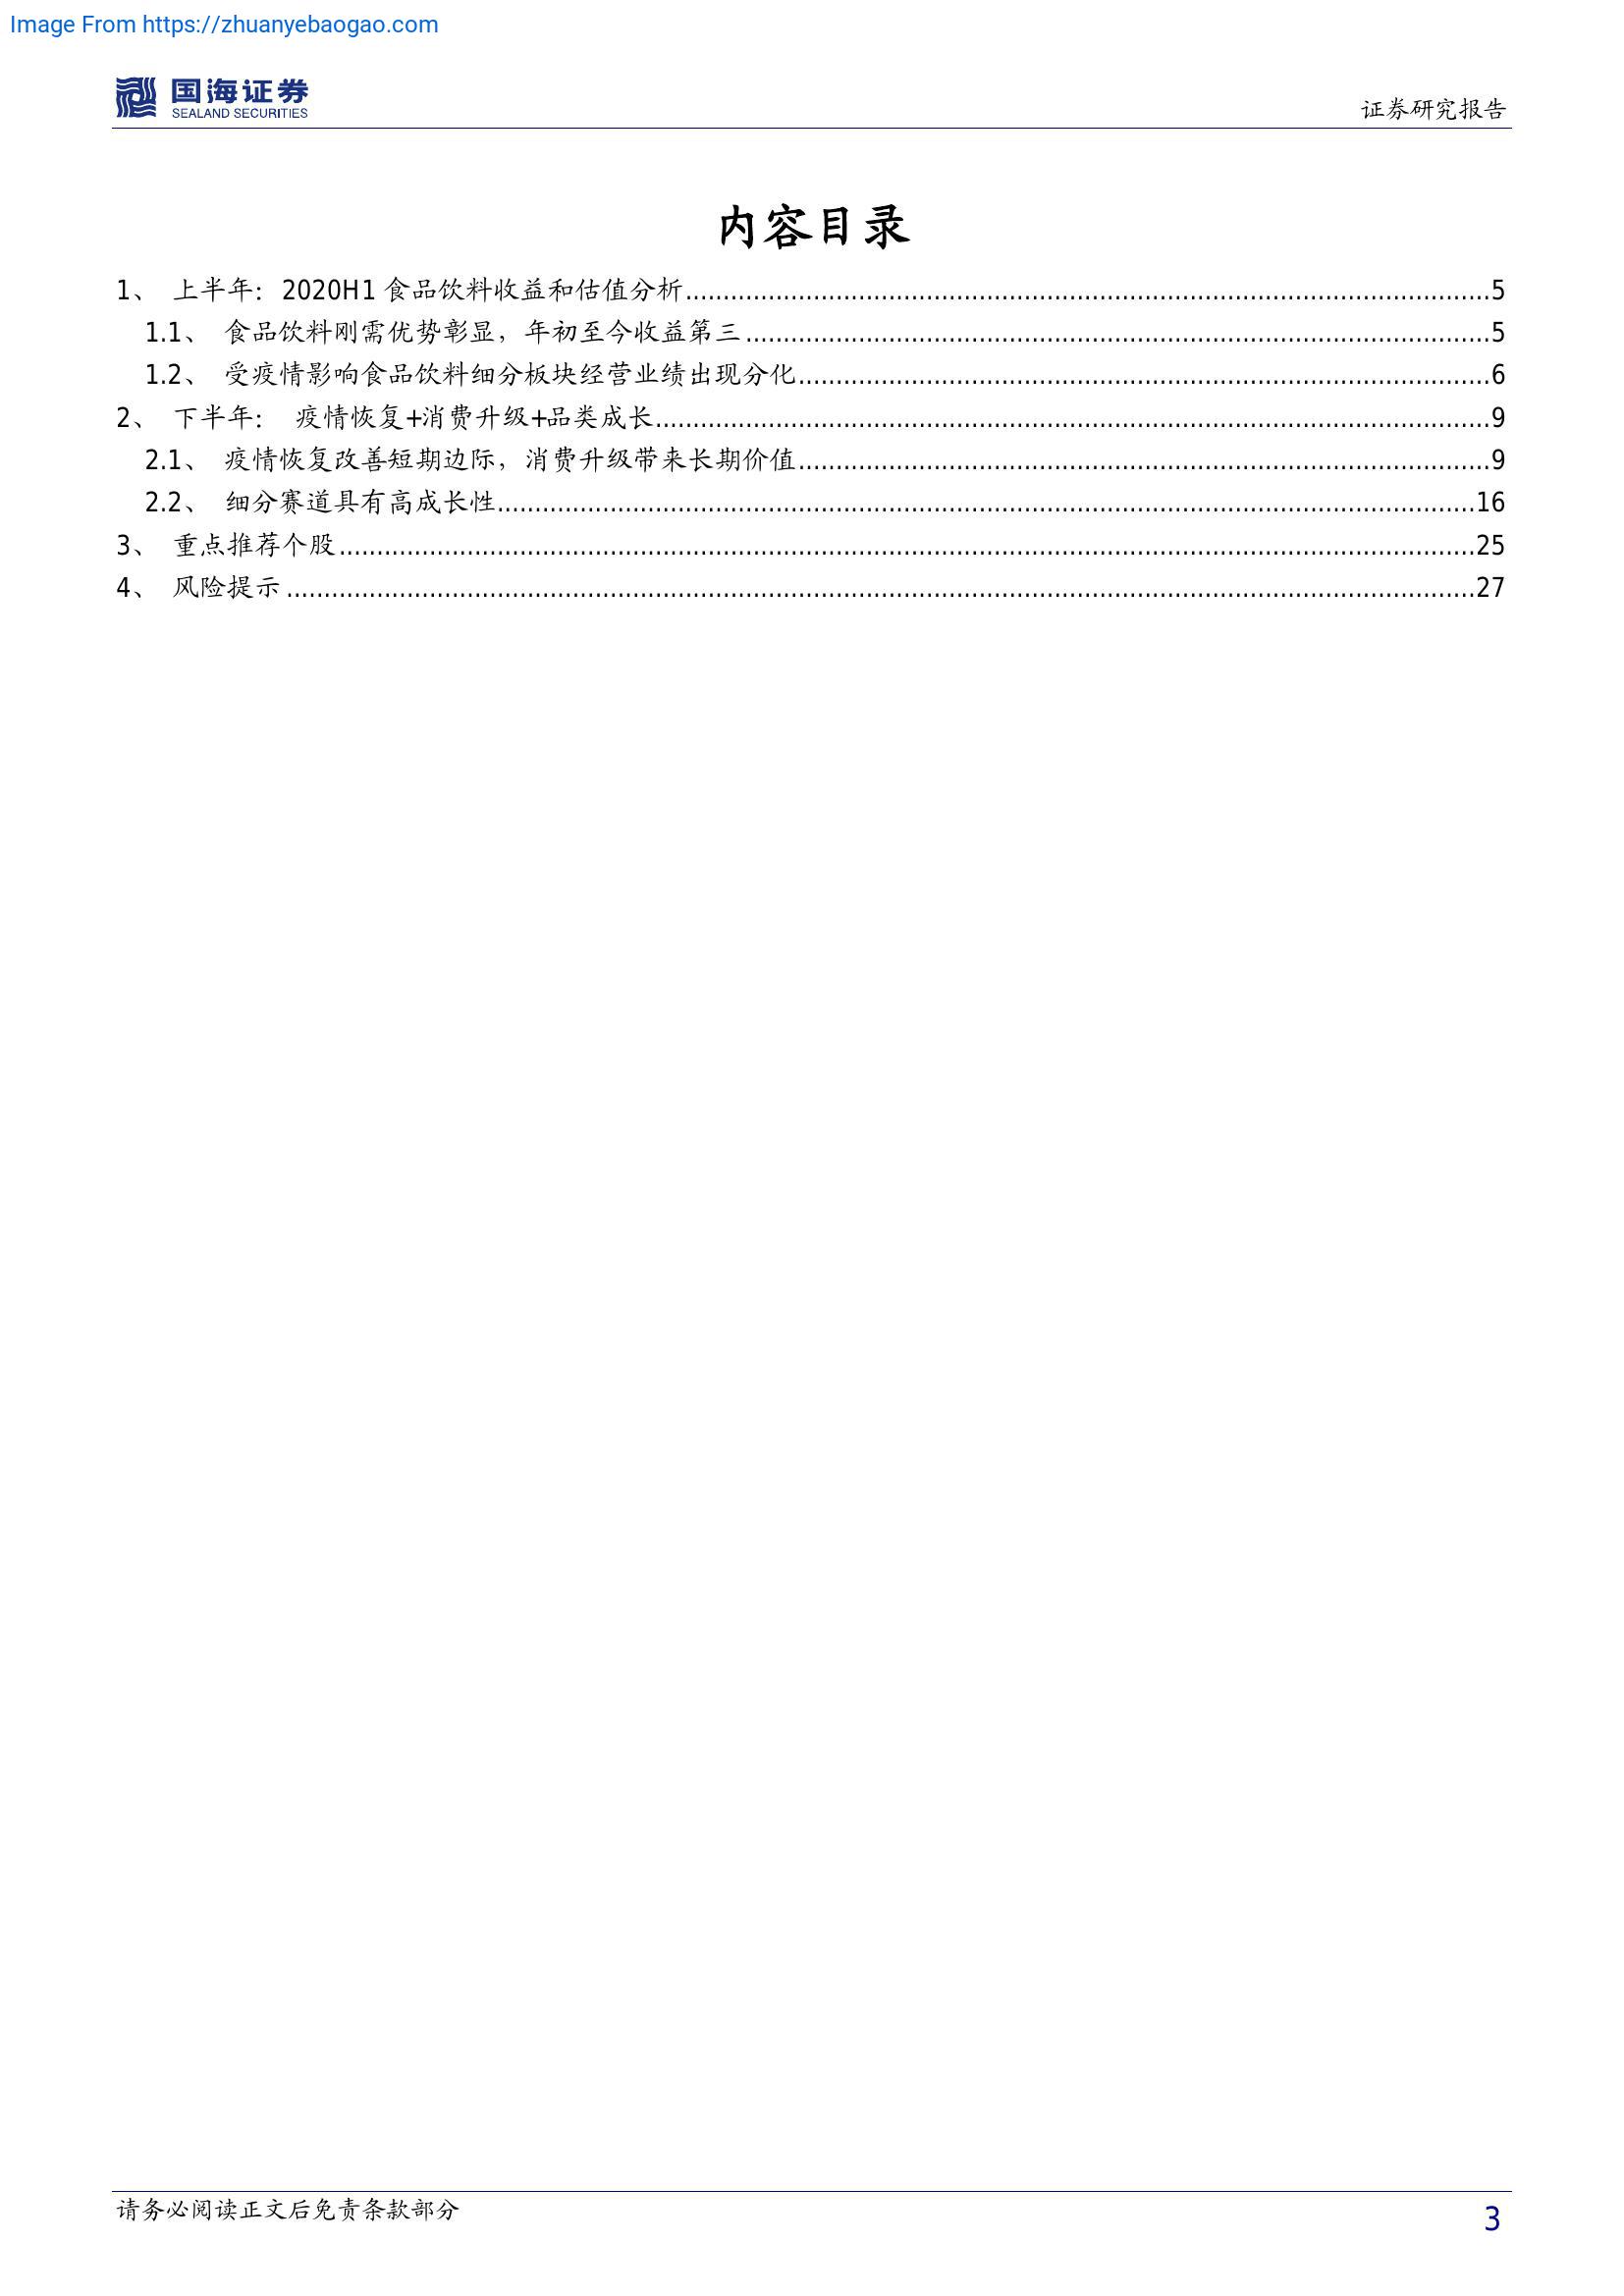 Image From https://zhuanyebaogao.com
国海证券
SEALAND SECURITIES
证券研究报告
内容目录
1、 上半年：2020H1 食品饮料收益和估值分析....................5
1.1、 食品饮料刚需优势彰显，年初至今收益第三....................5
1.2、 受疫情影响食品饮料细分板块经营业绩出现分化....................6
2、 下半年： 疫情恢复+消费升级+品类成长....................9
2.1、 疫情恢复改善短期边际，消费升级带来长期价值....................9
2.2、 细分赛道具有高成长性....................16
3、 重点推荐个股....................25
4、 风险提示....................27
请务必阅读正文后免责条款部分
3